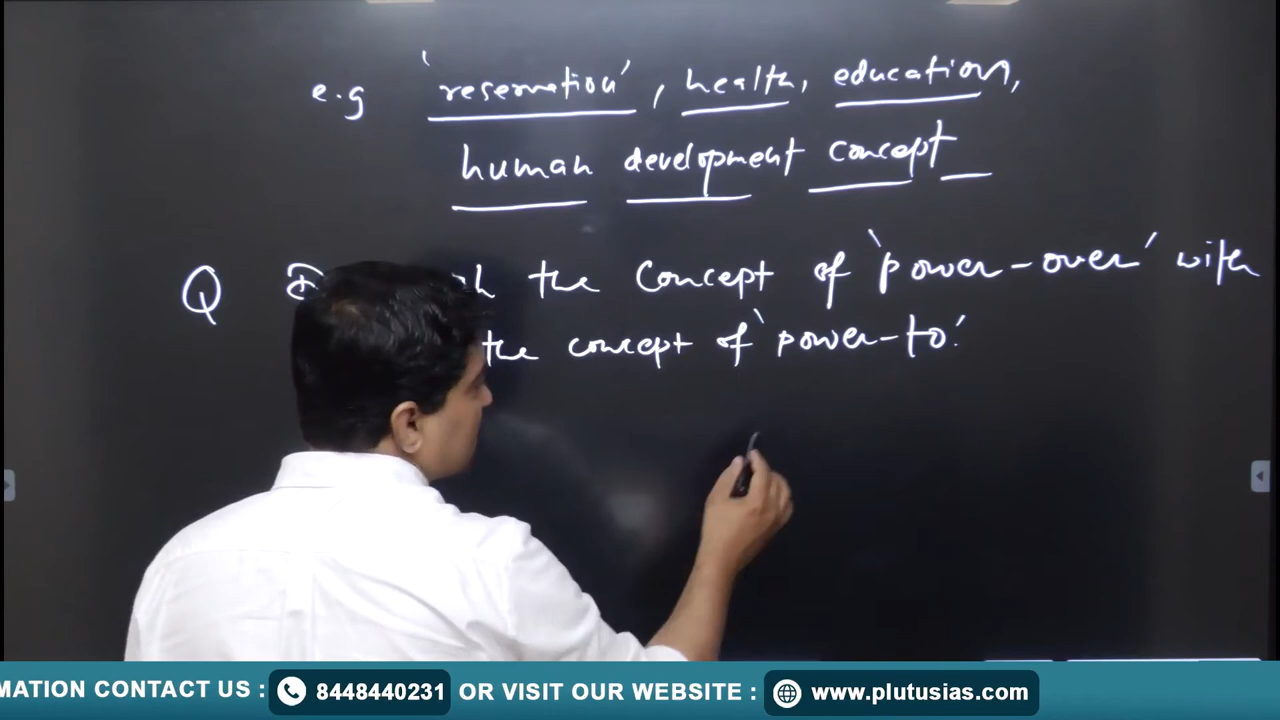 e.g 'reservation', health, education,
human development concept
Q the concept of 'power-over' with
the concept of 'power-to'.
MATION CONTACT US : 8448440231 OR VISIT OUR WEBSITE : www.plutusias.com